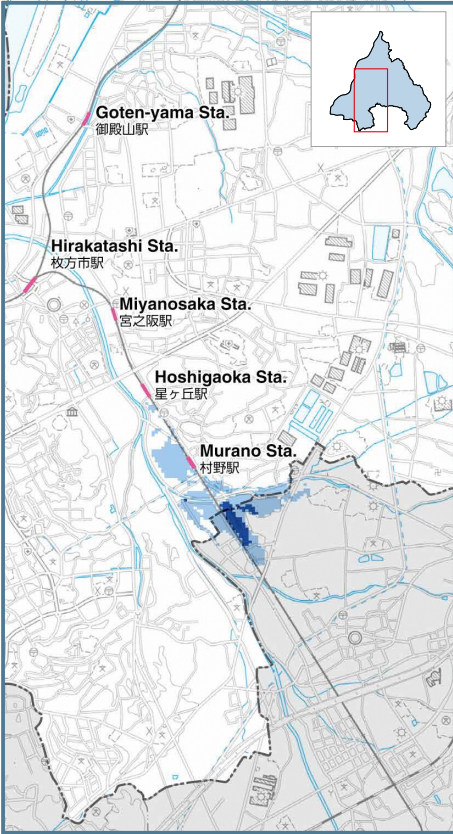 Goten-yama Sta.
御殿山駅
Hirakatashi Sta.
枚方市駅
Miyanosaka Sta.
宮之阪駅
Hoshigaoka Sta.
星ヶ丘駅
Murano Sta.
村野駅